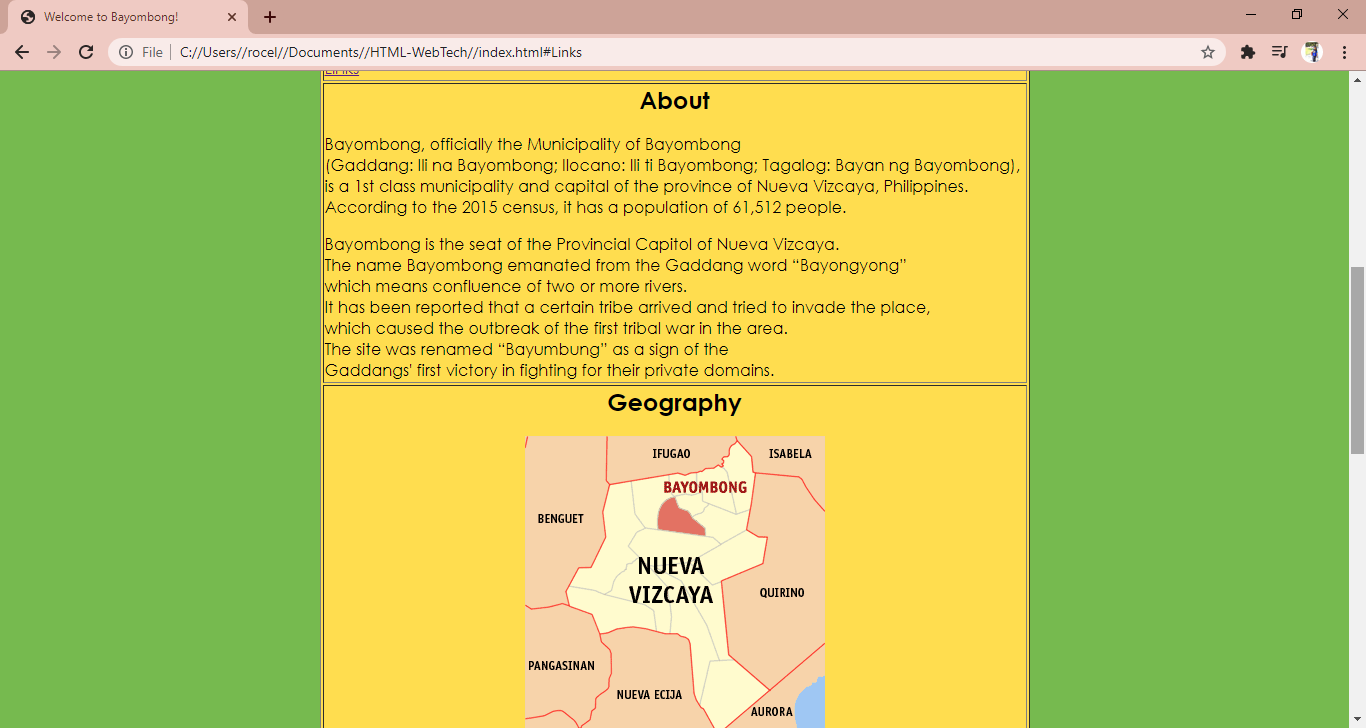 Welcome to Bayombong!
File
C://Users//rocel//Documents//HTML-WebTech//index.html#Links
Links
About
Bayombong, officially the Municipality of Bayombong
(Gaddang: Ili na Bayombong; Ilocano: Ili ti Bayombong; Tagalog: Bayan ng Bayombong),
is a 1st class municipality and capital of the province of Nueva Vizcaya, Philippines.
According to the 2015 census, it has a population of 61,512 people.
Bayombong is the seat of the Provincial Capitol of Nueva Vizcaya.
The name Bayombong emanated from the Gaddang word “Bayongyong”
which means confluence of two or more rivers.
It has been reported that a certain tribe arrived and tried to invade the place,
which caused the outbreak of the first tribal war in the area.
The site was renamed “Bayumbung” as a sign of the
Gaddangs' first victory in fighting for their private domains.
Geography
IFUGAO
ISABELA
BAYOMBONG
BENGUET
NUEVA
VIZCAYA
QUIRINO
PANGASINAN
NUEVA ECIJA
AURORA